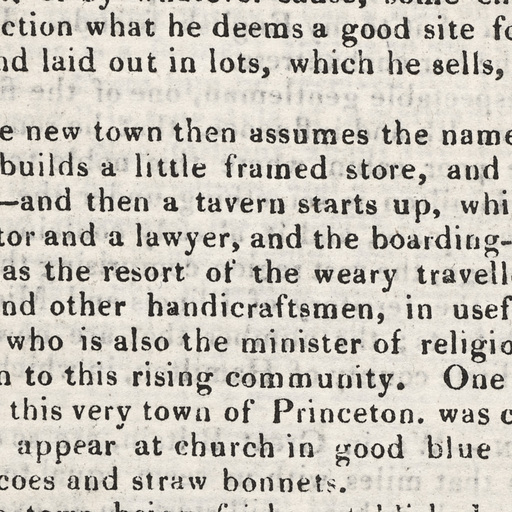 ction what he deems a good site fo
nd laid out in lots, which he sells,
e new town then assumes the name
builds a little framed store, and
—and then a tavern starts up, whi
tor and a lawyer, and the boarding-
as the resort of the weary travell
nd other handicraftsmen, in usef
who is also the minister of religio
n to this rising community. One
this very town of Princeton. was c
appear at church in good blue
coes and straw bonnets.